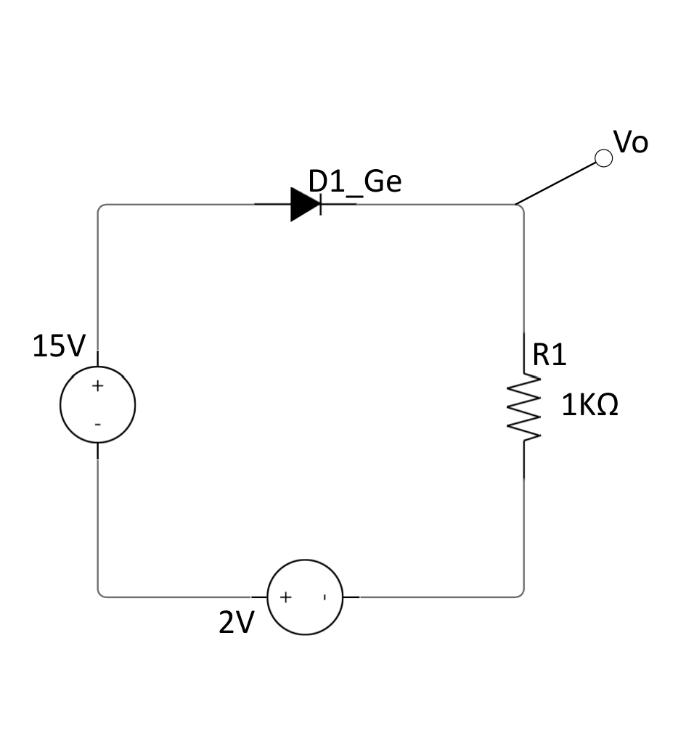 Vo
D1_Ge
15V
R1
+
1KΩ
-
+ -
2V